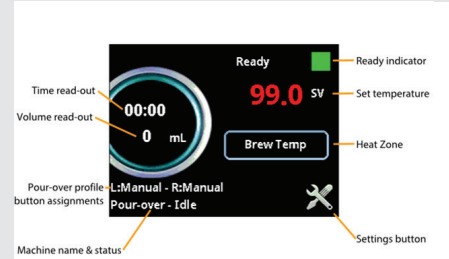 Ready
Ready indicator
99.0 SV
Set temperature
Time read-out
00:00
Volume read-out
0 mL
Brew Temp
Heat Zone
Pour-over profile
button assignments
L:Manual - R:Manual
Pour-over - Idle
Settings button
Machine name & status